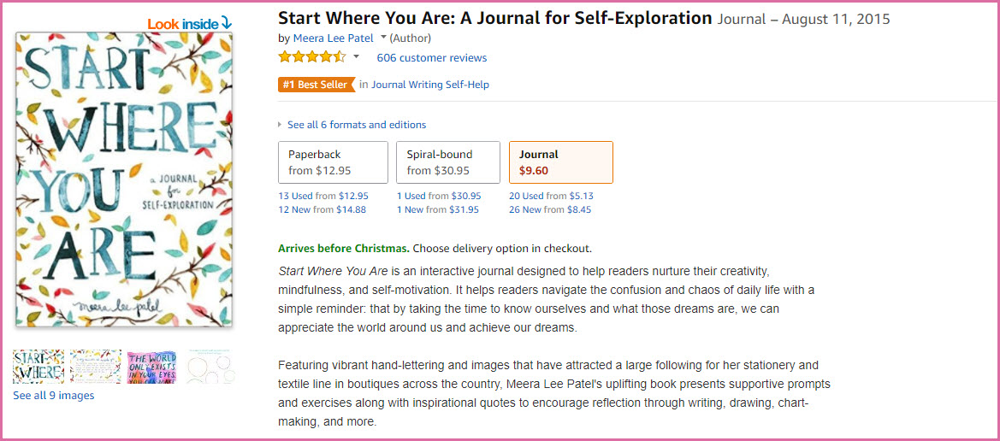 Look inside
START
WHERE
YOU
a JOURNAL
for
SELF-EXPLORATION
ARE
meera lee patel
START
WHERE
THE WORLD
ONLY EXISTS
IN YOUR EYES
YOU CAN MAKE
See all 9 images
Start Where You Are: A Journal for Self-Exploration Journal – August 11, 2015
by Meera Lee Patel (Author)
606 customer reviews
#1 Best Seller in Journal Writing Self-Help
See all 6 formats and editions
Paperback
from $12.95
Spiral-bound
from $30.95
Journal
$9.60
13 Used from $12.95
12 New from $14.88
1 Used from $30.95
1 New from $31.95
20 Used from $5.13
26 New from $8.45
Arrives before Christmas. Choose delivery option in checkout.
Start Where You Are is an interactive journal designed to help readers nurture their creativity,
mindfulness, and self-motivation. It helps readers navigate the confusion and chaos of daily life with a
simple reminder: that by taking the time to know ourselves and what those dreams are, we can
appreciate the world around us and achieve our dreams.
Featuring vibrant hand-lettering and images that have attracted a large following for her stationery and
textile line in boutiques across the country, Meera Lee Patel's uplifting book presents supportive prompts
and exercises along with inspirational quotes to encourage reflection through writing, drawing, chart-
making, and more.